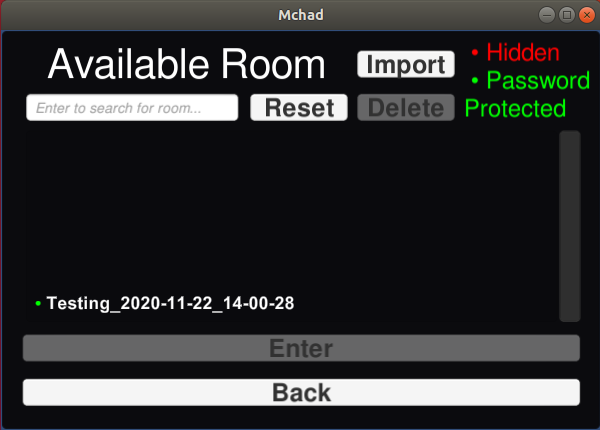 Mchad
Available Room
Import
• Hidden
• Password
Protected
Enter to search for room...
Reset
Delete
• Testing_2020-11-22_14-00-28
Enter
Back